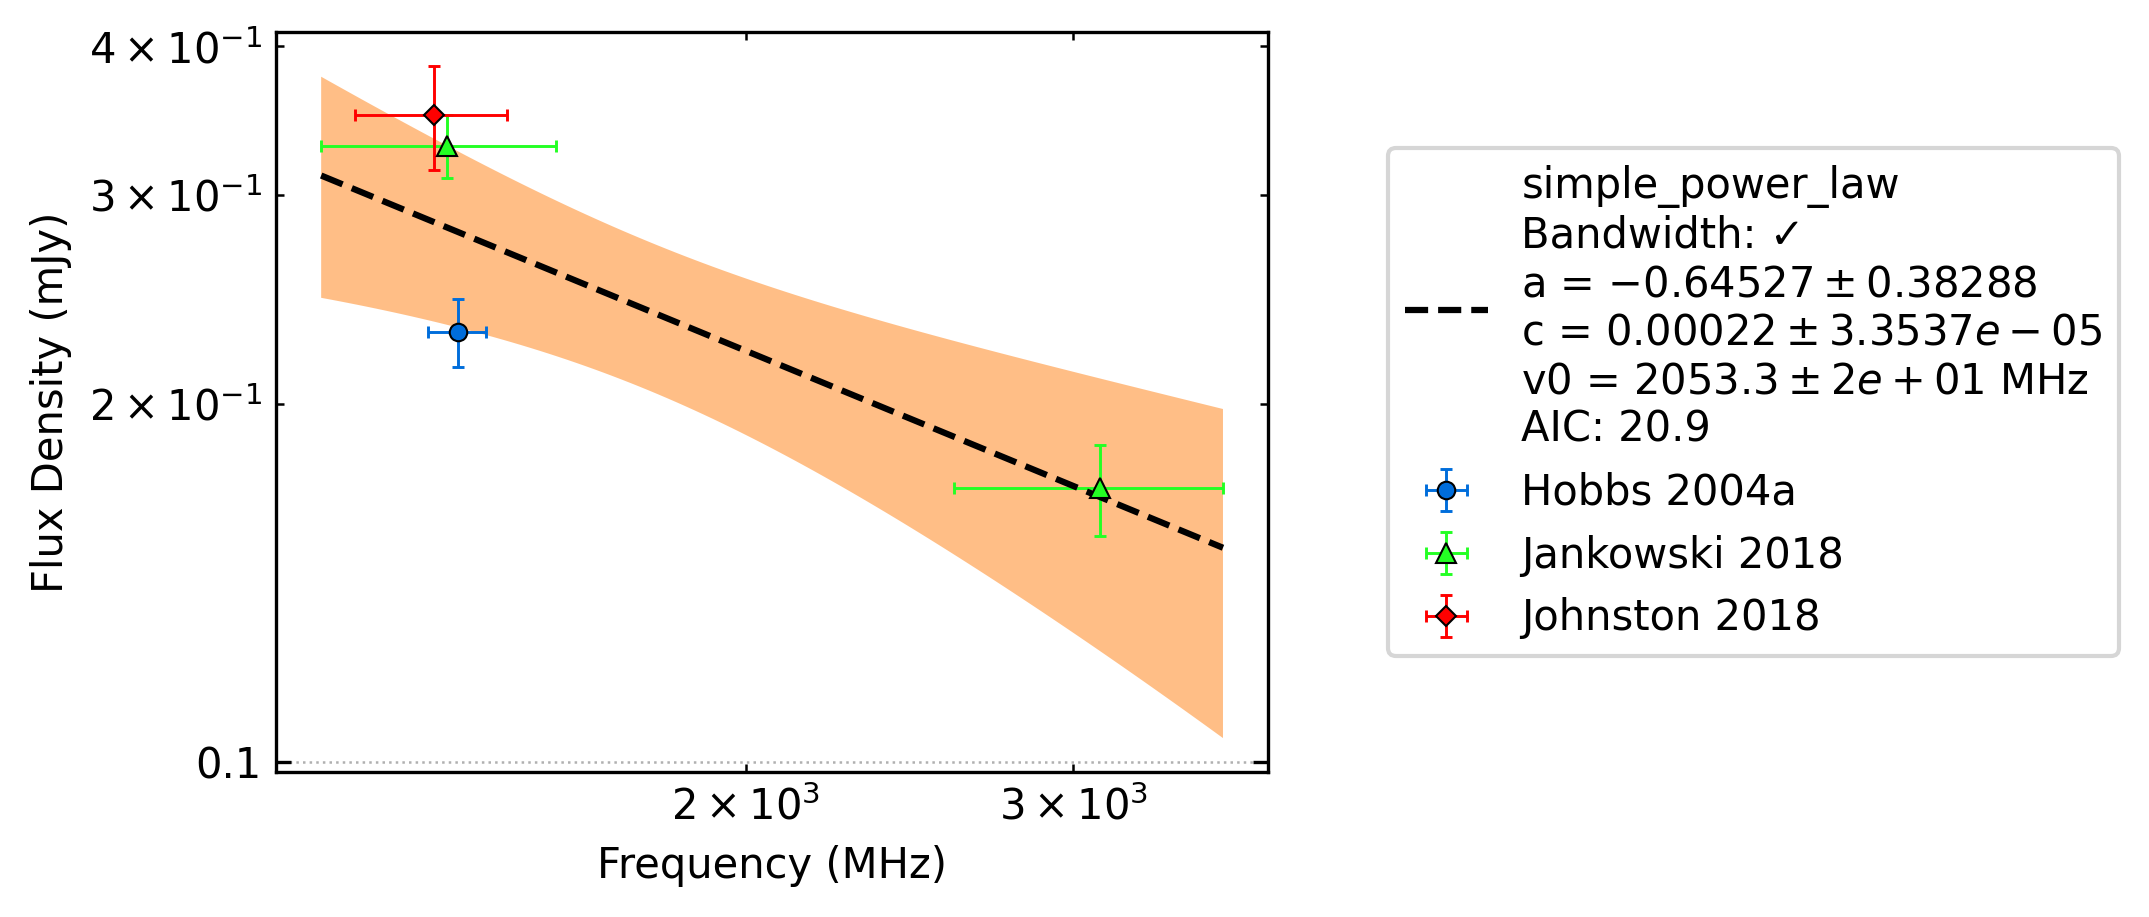 4 × 10⁻¹
3 × 10⁻¹
2 × 10⁻¹
0.1
Flux Density (mJy)
2 × 10³
3 × 10³
Frequency (MHz)
simple_power_law
Bandwidth: ✓
a = −0.64527 ± 0.38288
c = 0.00022 ± 3.3537e − 05
v0 = 2053.3 ± 2e + 01 MHz
AIC: 20.9
Hobbs 2004a
Jankowski 2018
Johnston 2018